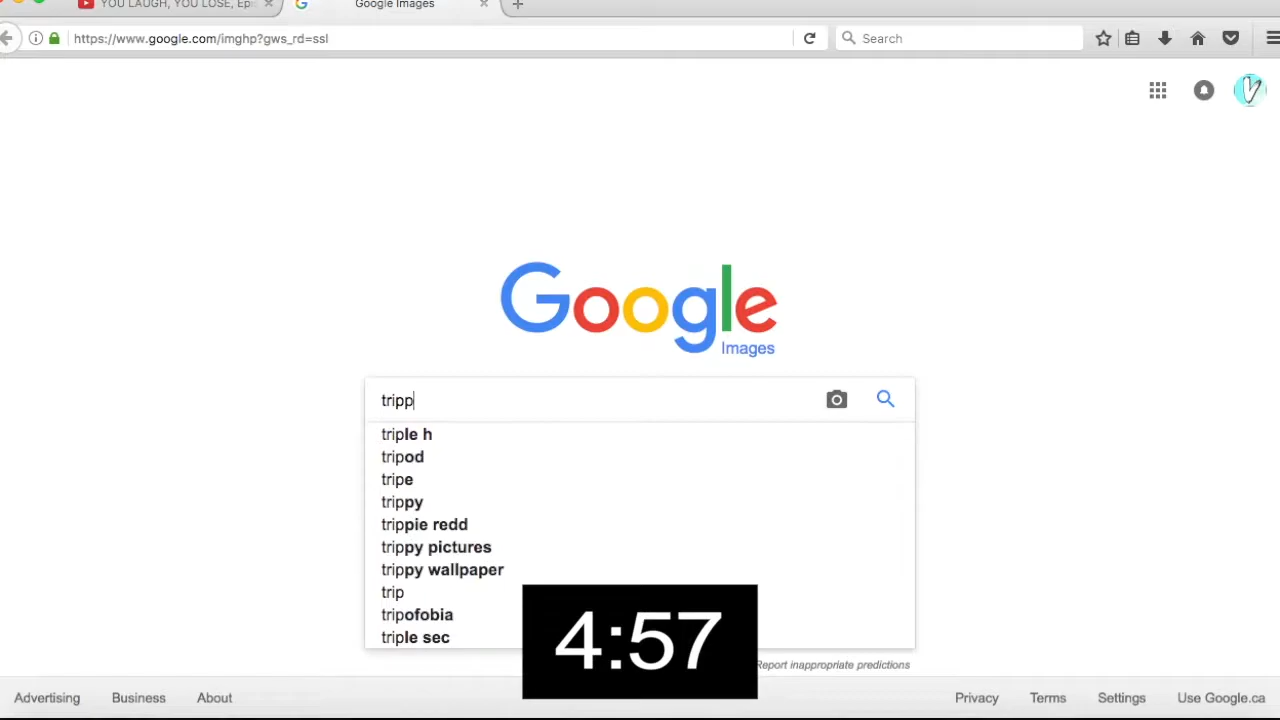 YOU LAUGH, YOU LOSE, Epi
Google Images
https://www.google.com/imghp?gws_rd=ssl
Search
Google
Images
tripp
triple h
tripod
tripe
trippy
trippie redd
trippy pictures
trippy wallpaper
trip
tripofobia
triple sec
4:57
Report inappropriate predictions
Advertising Business About Privacy Terms Settings Use Google.ca